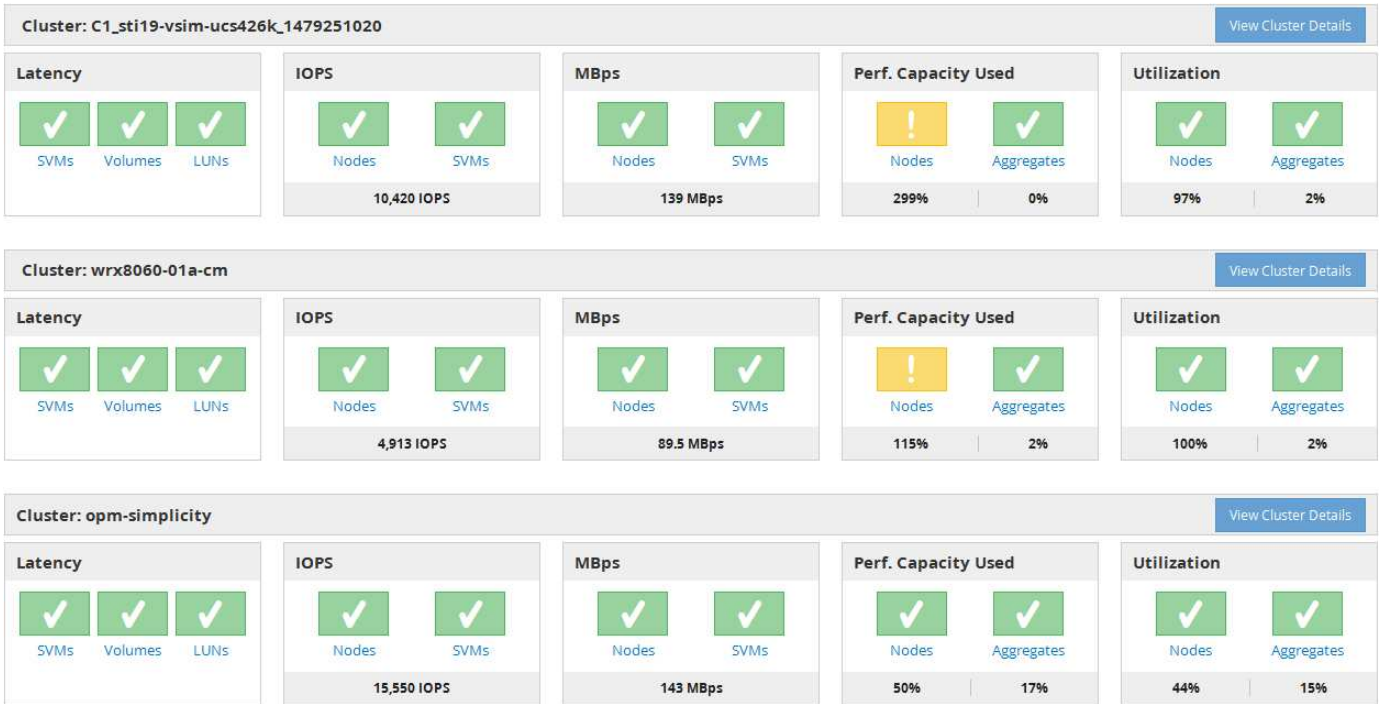 Cluster: C1_sti19-vsim-ucs426k_1479251020 View Cluster Details
Latency IOPS MBps Perf. Capacity Used Utilization
! 
SVMs Volumes LUNs Nodes SVMs Nodes SVMs Nodes Aggregates Nodes Aggregates
10,420 IOPS 139 MBps 299% 0% 97% 2%
Cluster: wrx8060-01a-cm View Cluster Details
Latency IOPS MBps Perf. Capacity Used Utilization
!
SVMs Volumes LUNs Nodes SVMs Nodes SVMs Nodes Aggregates Nodes Aggregates
4,913 IOPS 89.5 MBps 115% 2% 100% 2%
Cluster: opm-simplicity View Cluster Details
Latency IOPS MBps Perf. Capacity Used Utilization
SVMs Volumes LUNs Nodes SVMs Nodes SVMs Nodes Aggregates Nodes Aggregates
15,550 IOPS 143 MBps 50% 17% 44% 15%